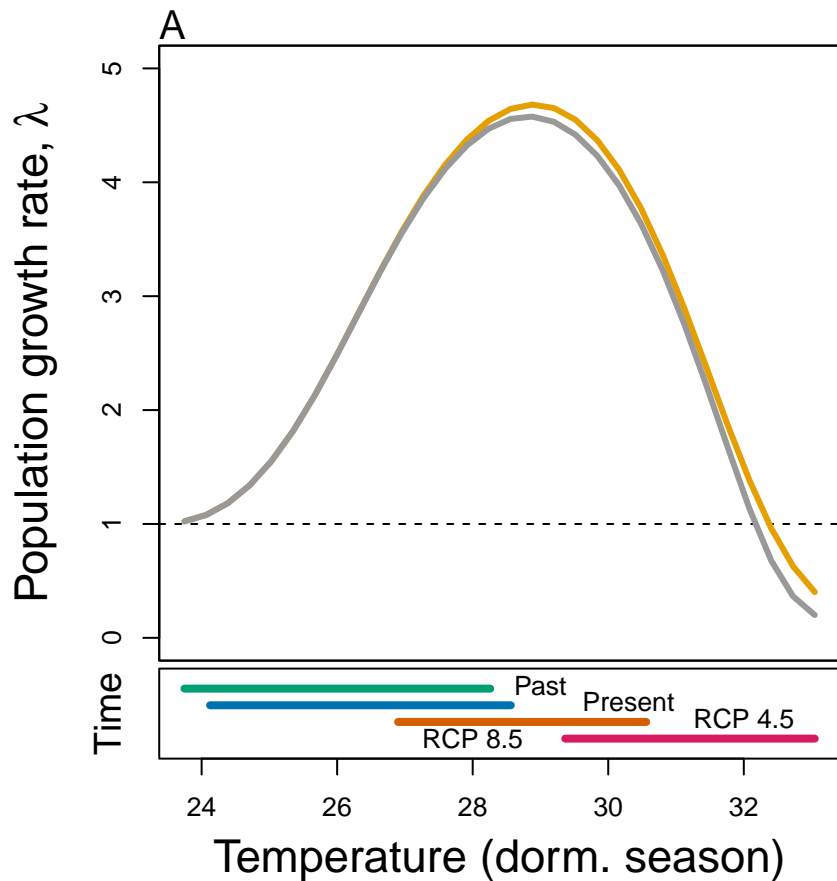 A
Population growth rate, λ
5
4
3
2
1
0
Time
Past
Present
RCP 4.5
RCP 8.5
24 26 28 30 32
Temperature (dorm. season)